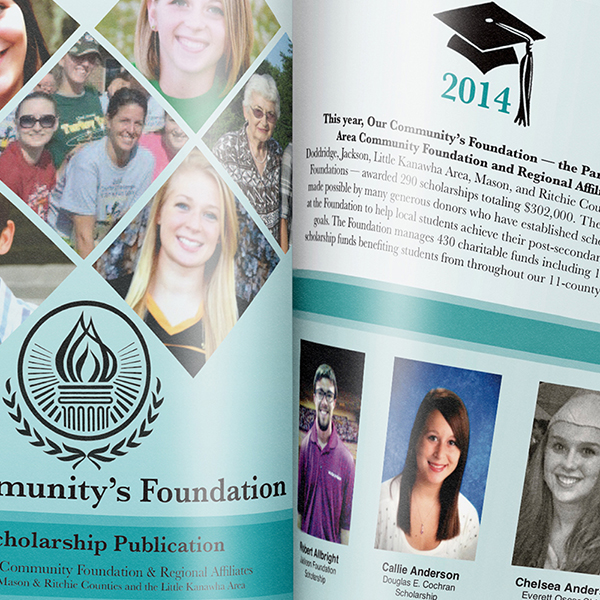 munity's Foundation
cholarship Publication
Community Foundation & Regional Affiliates
Mason & Ritchie Counties and the Little Kanawha Area
2014
This year, Our Community's Foundation — the Par
Area Community Foundation and Regional Affilia
Doddridge, Jackson, Little Kanawha Area, Mason, and Ritchie Cou
Foundations — awarded 290 scholarships totaling $302,000. The
made possible by many generous donors who have established sch
at the Foundation to help local students achieve their post-secondar
goals. The Foundation manages 430 charitable funds including 1
scholarship funds benefiting students from throughout our 11-county
Robert Allbright
Jackson Foundation
Scholarship
Callie Anderson
Douglas E. Cochran
Scholarship
Chelsea Ander
Everett Oscar